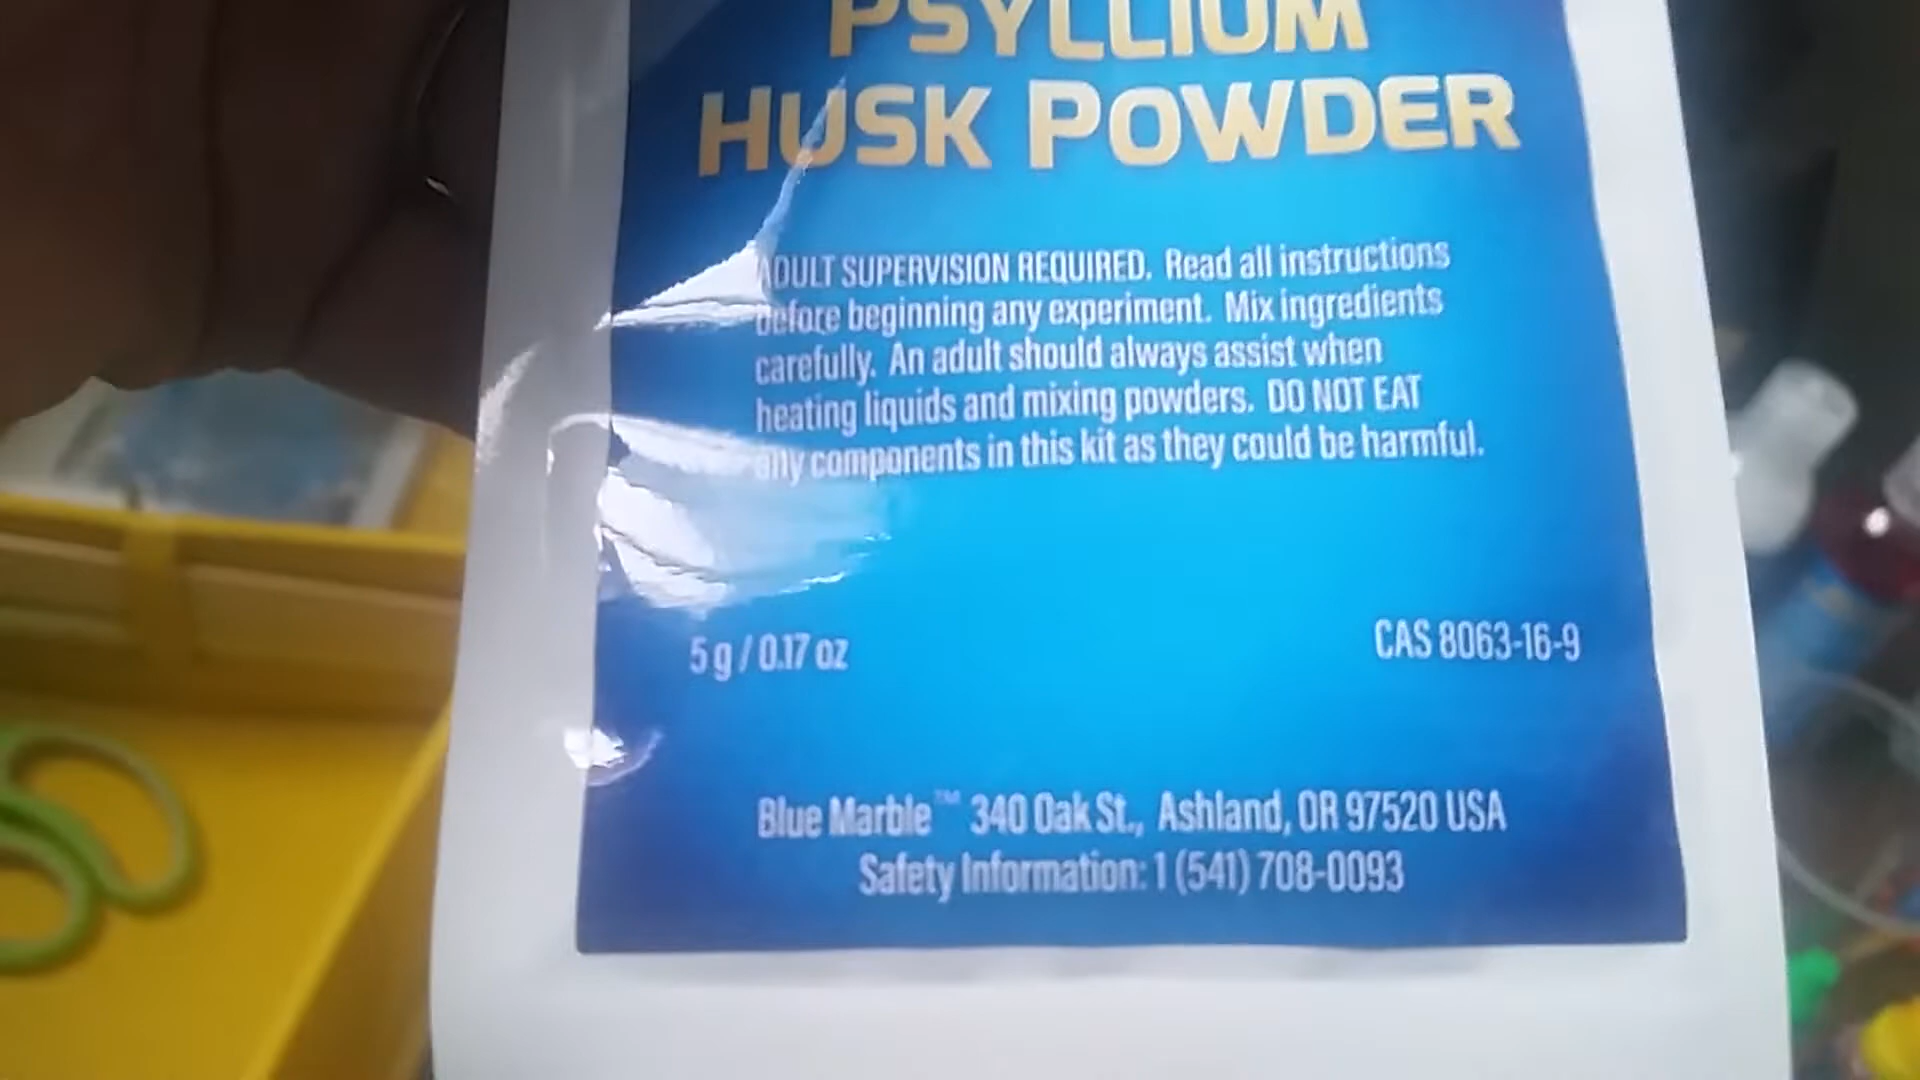 PSYLLIUM
HUSK POWDER
ADULT SUPERVISION REQUIRED. Read all instructions
before beginning any experiment. Mix ingredients
carefully. An adult should always assist when
heating liquids and mixing powders. DO NOT EAT
any components in this kit as they could be harmful.
5 g / 0.17 oz
CAS 8063-16-9
Blue Marble™ 340 Oak St., Ashland, OR 97520 USA
Safety Information: 1 (541) 708-0093